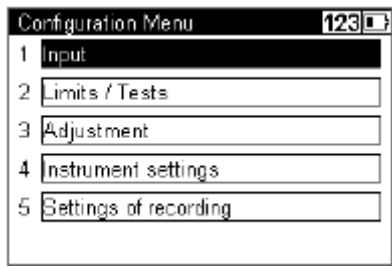 Configuration Menu 123
1 Input
2 Limits / Tests
3 Adjustment
4 Instrument settings
5 Settings of recording